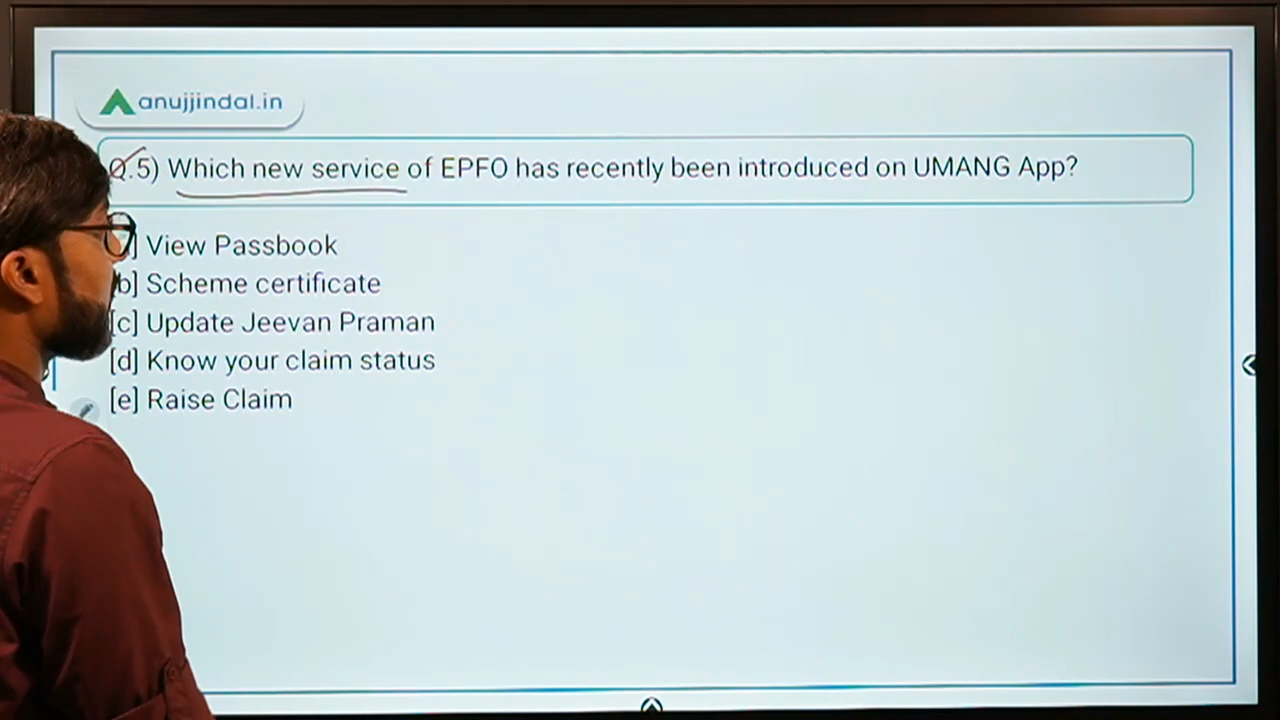 anujjindal.in
Q.5) Which new service of EPFO has recently been introduced on UMANG App?
] View Passbook
b] Scheme certificate
[c] Update Jeevan Praman
[d] Know your claim status
[e] Raise Claim